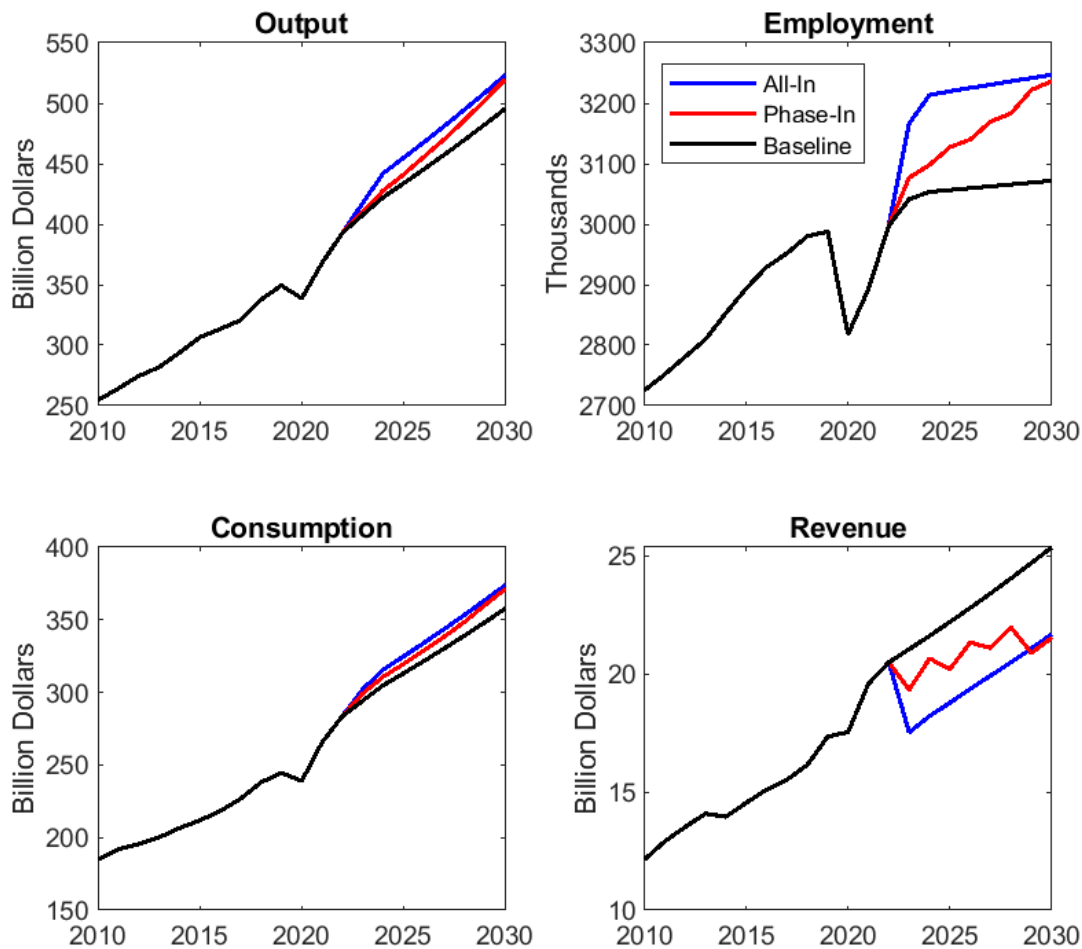 Output
Billion Dollars
550
500
450
400
350
300
250
2010 2015 2020 2025 2030
Employment
Thousands
3300
3200
3100
3000
2900
2800
2700
All-In
Phase-In
Baseline
2010 2015 2020 2025 2030
Consumption
Billion Dollars
400
350
300
250
200
150
2010 2015 2020 2025 2030
Revenue
Billion Dollars
25
20
15
10
2010 2015 2020 2025 2030